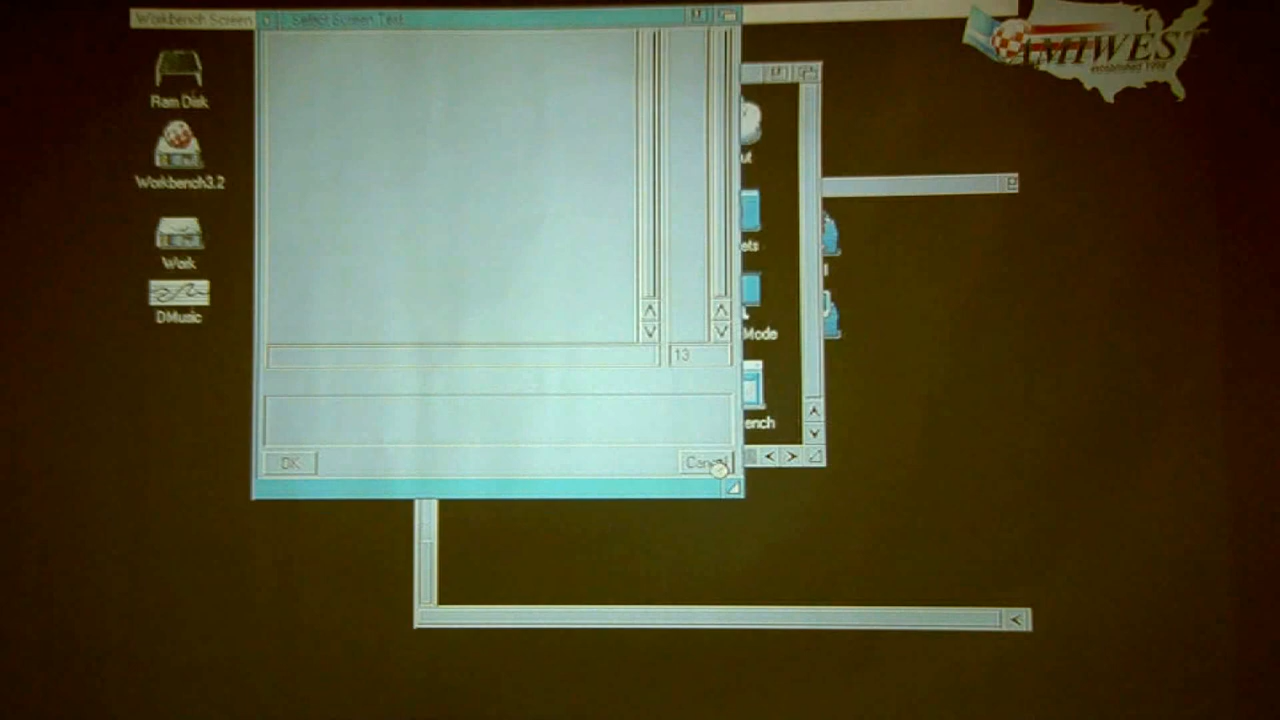 Workbench Screen
Select Screen Text
AMIWEST
established 1998
Ram Disk
Workbench3.2
Work
DMusic
ut
ets
Mode
ench
13
OK